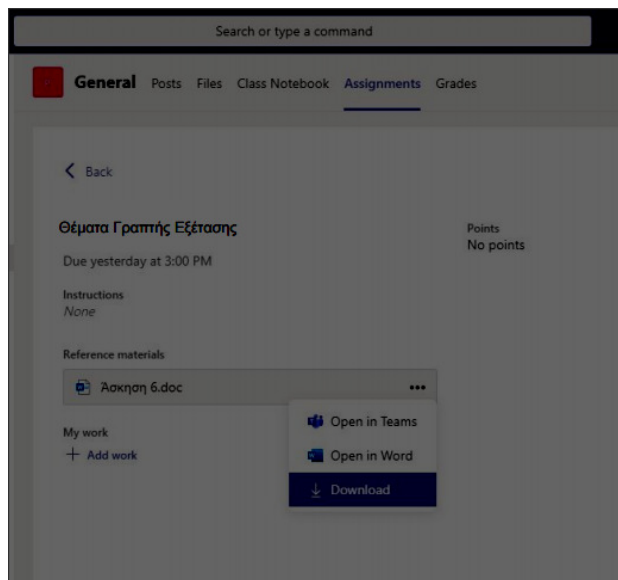 Search or type a command
General Posts Files Class Notebook Assignments Grades
Back
Θέματα Γραπτής Εξέτασης
Points
No points
Due yesterday at 3:00 PM
Instructions
None
Reference materials
Άσκηση 6.doc
Open in Teams
My work
Add work
Open in Word
Download